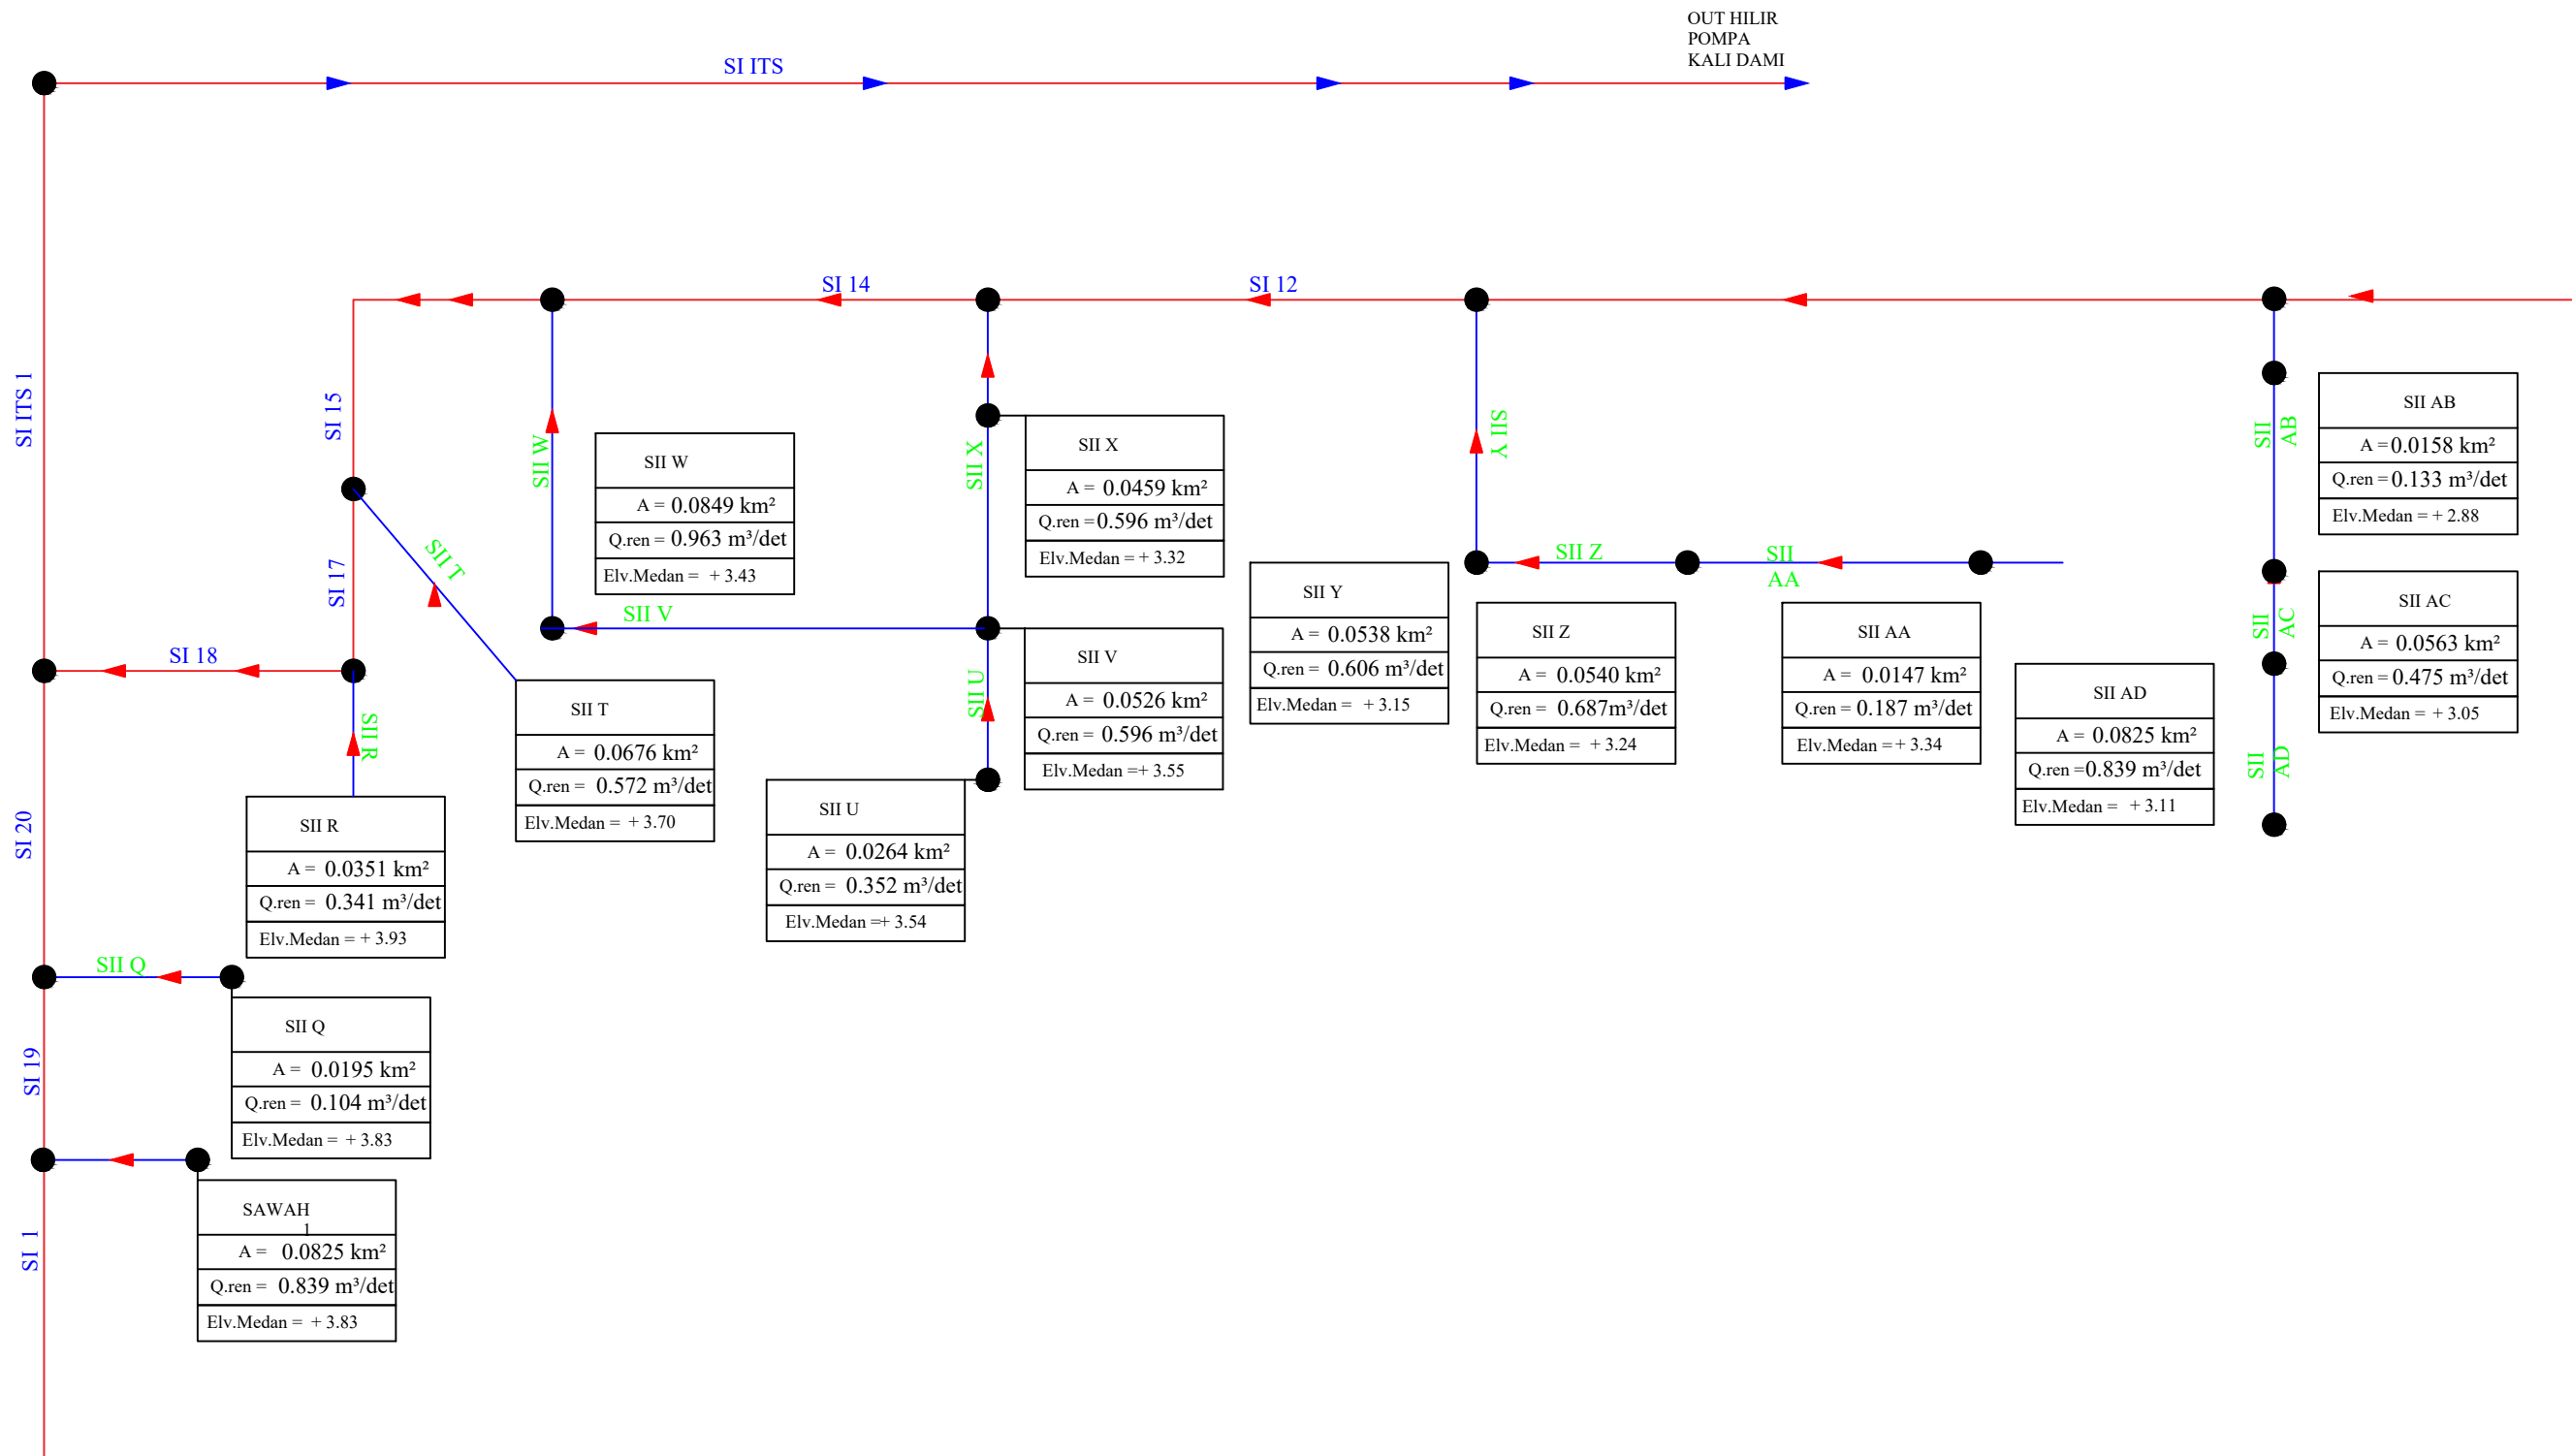 OUT HILIR
POMPA
KALI DAMI
SI ITS
SI 14
SI 12
SI ITS 1
SI 15
SI 17
SI 18
SI 20
SI 19
SI 1
SII W
SII X
SII Y
SII T
SII V
SII U
SII R
SII Q
SII Z
SII
AA
SII
AB
SII
AC
SII
AD
SII AB
A = 0.0158 km²
Q.ren = 0.133 m³/det
Elv.Medan = + 2.88
SII X
A = 0.0459 km²
Q.ren = 0.596 m³/det
Elv.Medan = + 3.32
SII W
A = 0.0849 km²
Q.ren = 0.963 m³/det
Elv.Medan = + 3.43
SII Y
A = 0.0538 km²
Q.ren = 0.606 m³/det
Elv.Medan = + 3.15
SII Z
A = 0.0540 km²
Q.ren = 0.687m³/det
Elv.Medan = + 3.24
SII AA
A = 0.0147 km²
Q.ren = 0.187 m³/det
Elv.Medan = + 3.34
SII AC
A = 0.0563 km²
Q.ren = 0.475 m³/det
Elv.Medan = + 3.05
SII AD
A = 0.0825 km²
Q.ren =0.839 m³/det
Elv.Medan = + 3.11
SII V
A = 0.0526 km²
Q.ren = 0.596 m³/det
Elv.Medan =+ 3.55
SII T
A = 0.0676 km²
Q.ren = 0.572 m³/det
Elv.Medan = + 3.70
SII U
A = 0.0264 km²
Q.ren = 0.352 m³/det
Elv.Medan =+ 3.54
SII R
A = 0.0351 km²
Q.ren = 0.341 m³/det
Elv.Medan = + 3.93
SII Q
A = 0.0195 km²
Q.ren = 0.104 m³/det
Elv.Medan = + 3.83
SAWAH
1
A = 0.0825 km²
Q.ren = 0.839 m³/det
Elv.Medan = + 3.83